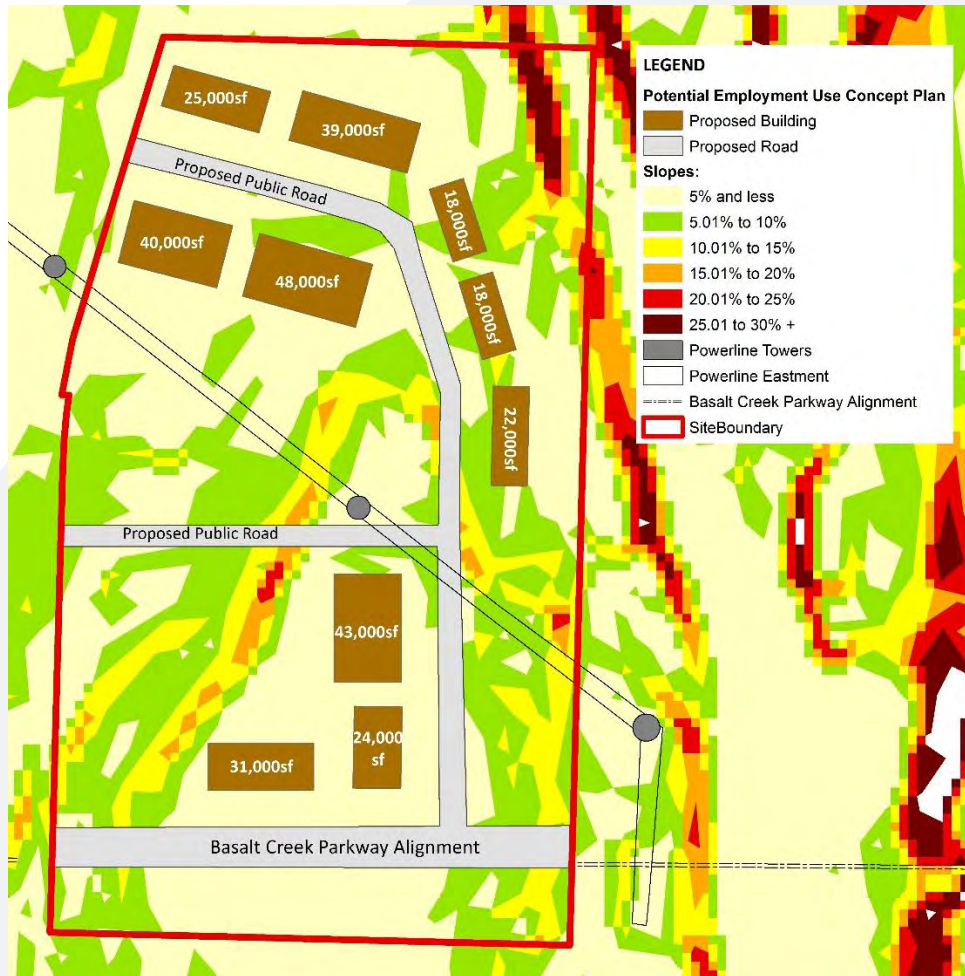 25,000sf
39,000sf
Proposed Public Road
18,000sf
40,000sf
48,000sf
18,000sf
22,000sf
Proposed Public Road
43,000sf
24,000
sf
31,000sf
Basalt Creek Parkway Alignment
LEGEND
Potential Employment Use Concept Plan
Proposed Building
Proposed Road
Slopes:
5% and less
5.01% to 10%
10.01% to 15%
15.01% to 20%
20.01% to 25%
25.01 to 30% +
Powerline Towers
Powerline Eastment
Basalt Creek Parkway Alignment
SiteBoundary